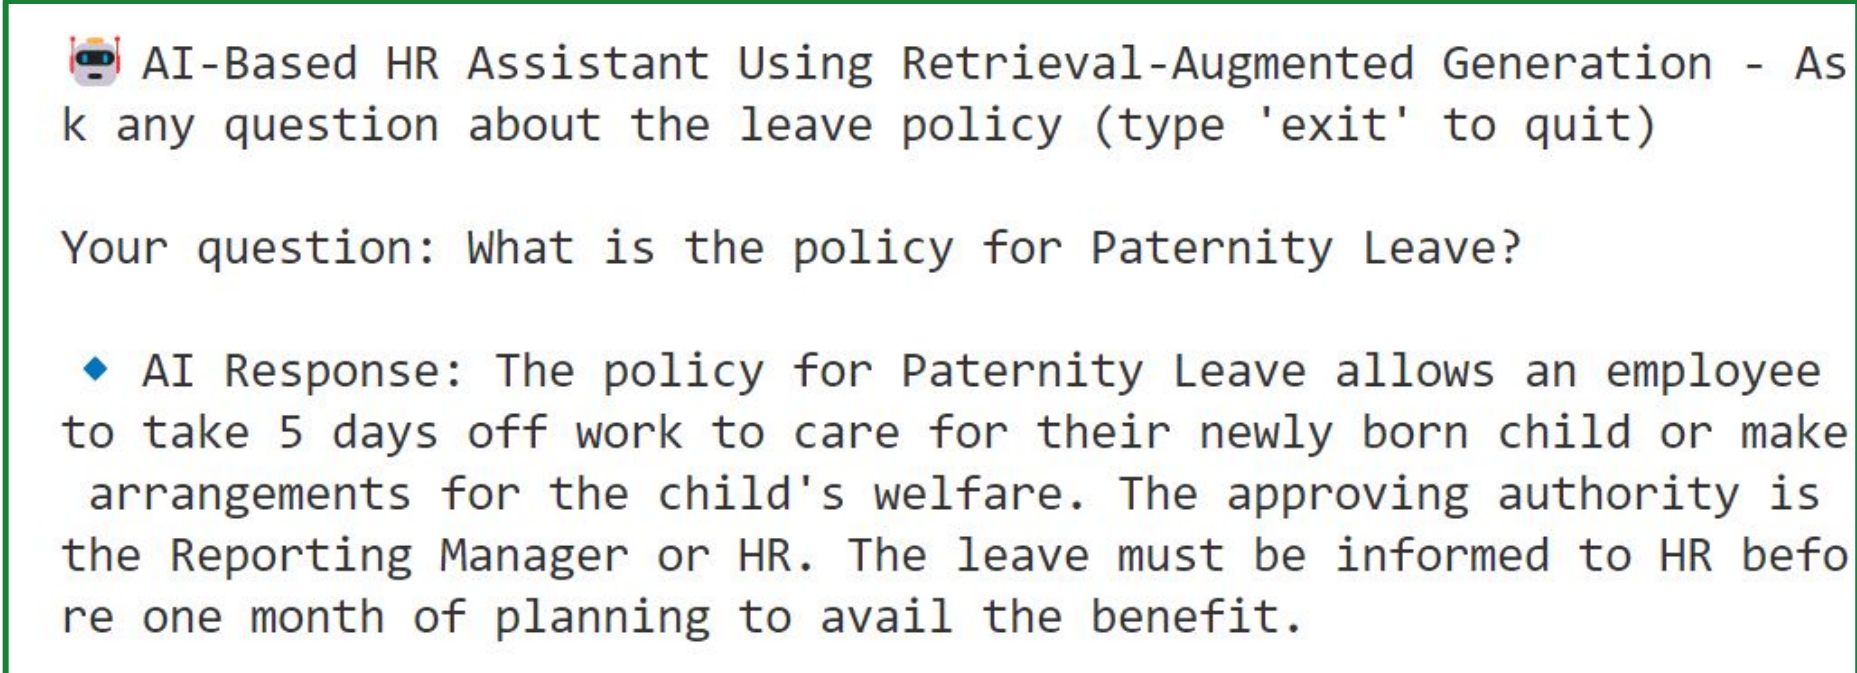 🤖 AI-Based HR Assistant Using Retrieval-Augmented Generation - As
k any question about the leave policy (type 'exit' to quit)
Your question: What is the policy for Paternity Leave?
🔹 AI Response: The policy for Paternity Leave allows an employee
to take 5 days off work to care for their newly born child or make
arrangements for the child's welfare. The approving authority is
the Reporting Manager or HR. The leave must be informed to HR befo
re one month of planning to avail the benefit.